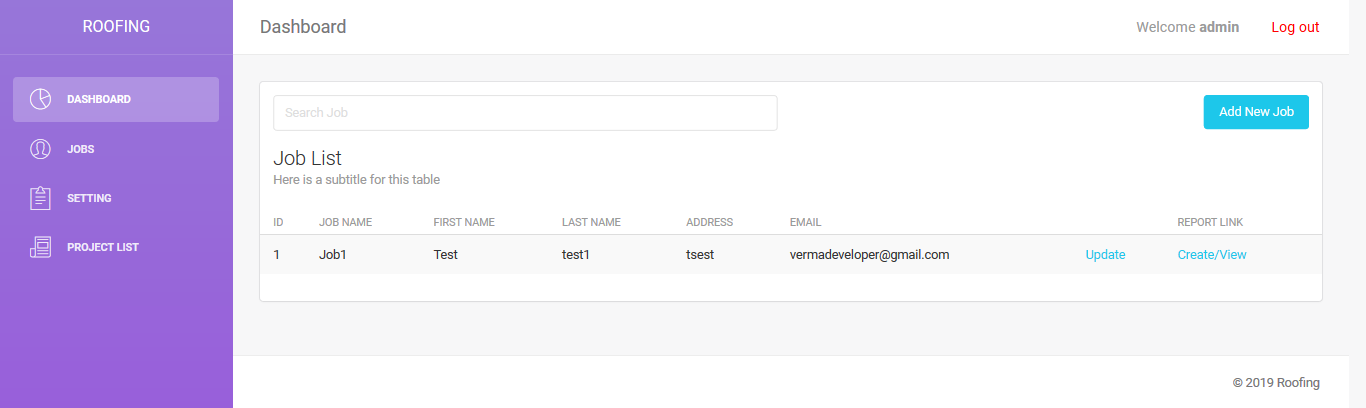 ROOFING
Dashboard
Welcome admin
Log out
DASHBOARD
JOBS
SETTING
PROJECT LIST
Search Job
Add New Job
Job List
Here is a subtitle for this table
ID JOB NAME FIRST NAME LAST NAME ADDRESS EMAIL REPORT LINK
1 Job1 Test test1 tsest vermadeveloper@gmail.com Update Create/View
© 2019 Roofing